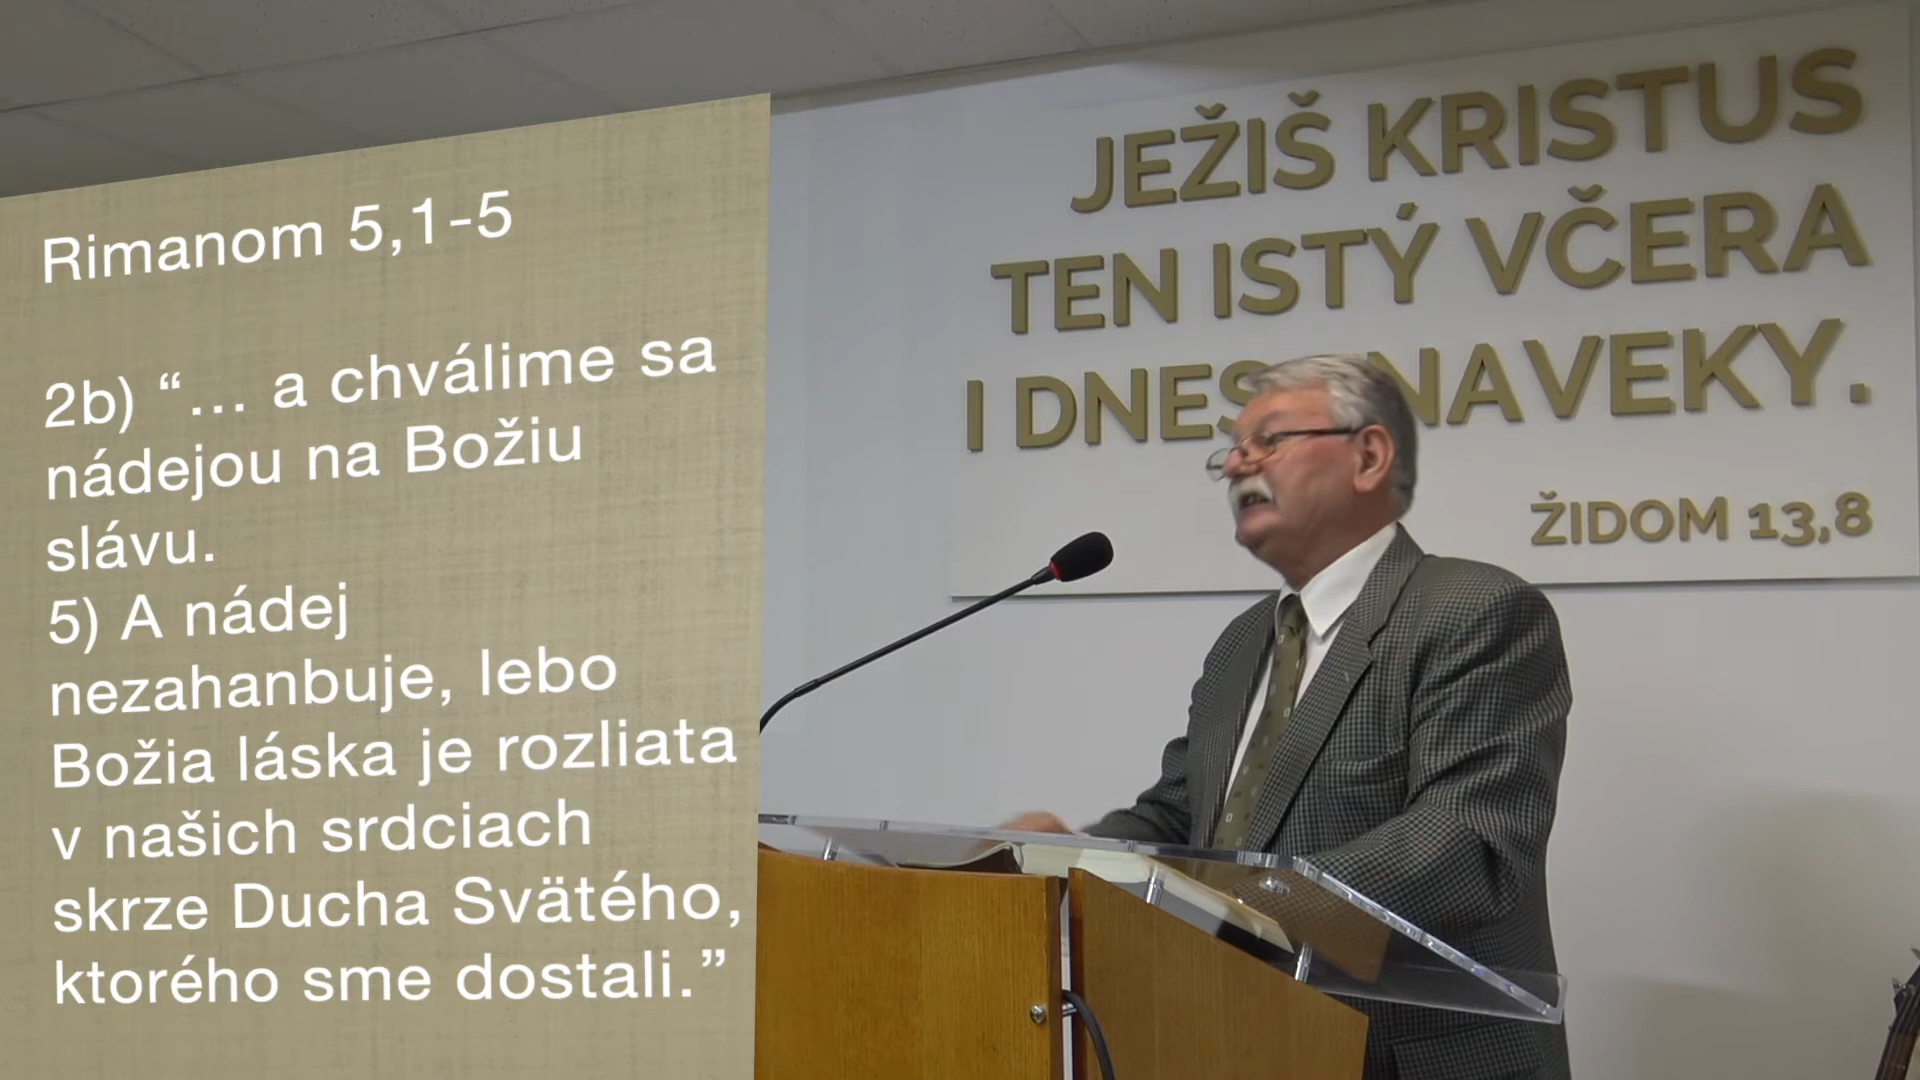 Rimanom 5,1-5
2b) “... a chválime sa
nádejou na Božiu
slávu.
5) A nádej
nezahanbuje, lebo
Božia láska je rozliata
v našich srdciach
skrze Ducha Svätého,
ktorého sme dostali.”
JEŽIŠ KRISTUS
TEN ISTÝ VČERA
I DNES NAVEKY.
ŽIDOM 13,8